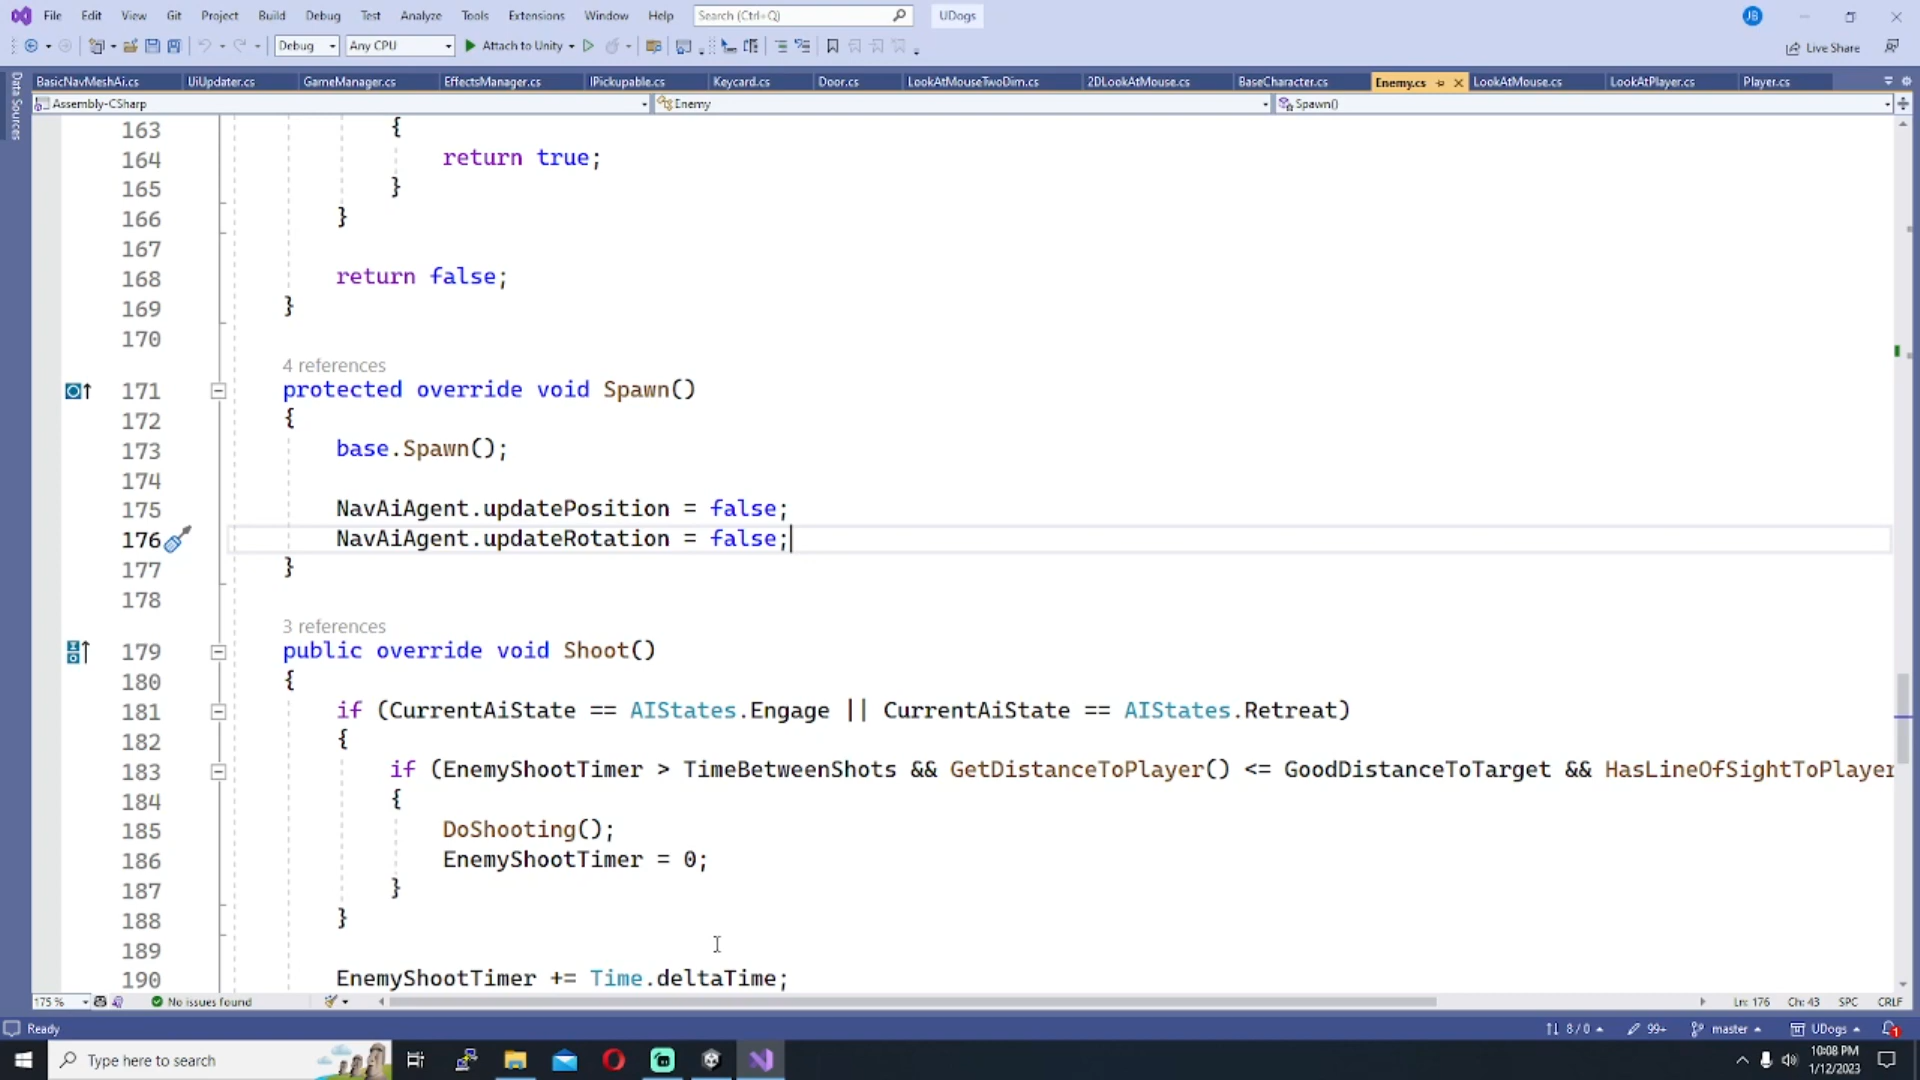 File Edit View Git Project Build Debug Test Analyze Tools Extensions Window Help Search (Ctrl+Q) UDogs JB
Debug Any CPU Attach to Unity Live Share
BasicNavMeshAi.cs UiUpdater.cs GameManager.cs EffectsManager.cs IPickupable.cs Keycard.cs Door.cs LookAtMouseTwoDim.cs 2DLookAtMouse.cs BaseCharacter.cs Enemy.cs LookAtMouse.cs LookAtPlayer.cs Player.cs
Data Sources
Assembly-CSharp Enemy Spawn()
163 {
164 return true;
165 }
166 }
167
168 return false;
169 }
170
4 references
171 protected override void Spawn()
172 {
173 base.Spawn();
174
175 NavAiAgent.updatePosition = false;
176 NavAiAgent.updateRotation = false;
177 }
178
3 references
179 public override void Shoot()
180 {
181 if (CurrentAiState == AIStates.Engage || CurrentAiState == AIStates.Retreat)
182 {
183 if (EnemyShootTimer > TimeBetweenShots && GetDistanceToPlayer() <= GoodDistanceToTarget && HasLineOfSightToPlayer
184 {
185 DoShooting();
186 EnemyShootTimer = 0;
187 }
188 }
189
190 EnemyShootTimer += Time.deltaTime;
175 % No issues found Ln: 176 Ch: 43 SPC CRLF
Ready 8 / 0 99+ master UDogs 1
Type here to search 10:08 PM
1/12/2023